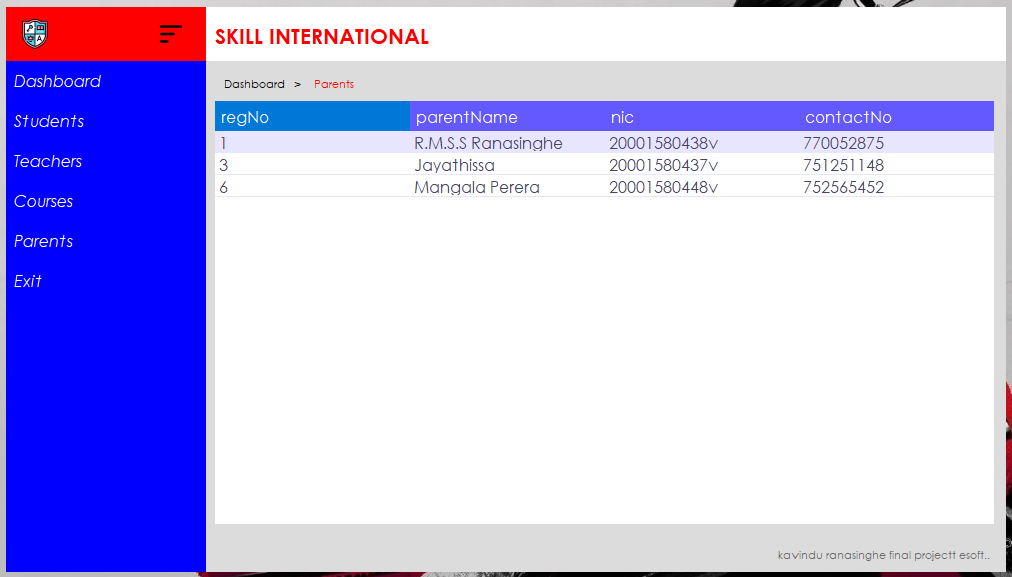 SKILL INTERNATIONAL
Dashboard
Students
Teachers
Courses
Parents
Exit
Dashboard > Parents
regNo parentName nic contactNo
1 R.M.S.S Ranasinghe 20001580438v 770052875
3 Jayathissa 20001580437v 751251148
6 Mangala Perera 20001580448v 752565452
kavindu ranasinghe final projectt esoft..